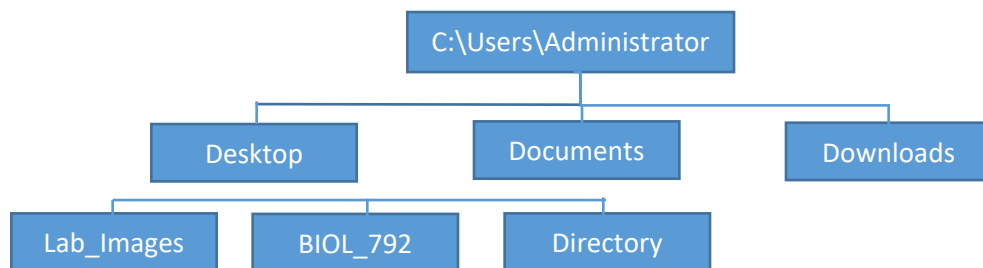 C:\Users\Administrator
Desktop
Documents
Downloads
Lab_Images
BIOL_792
Directory